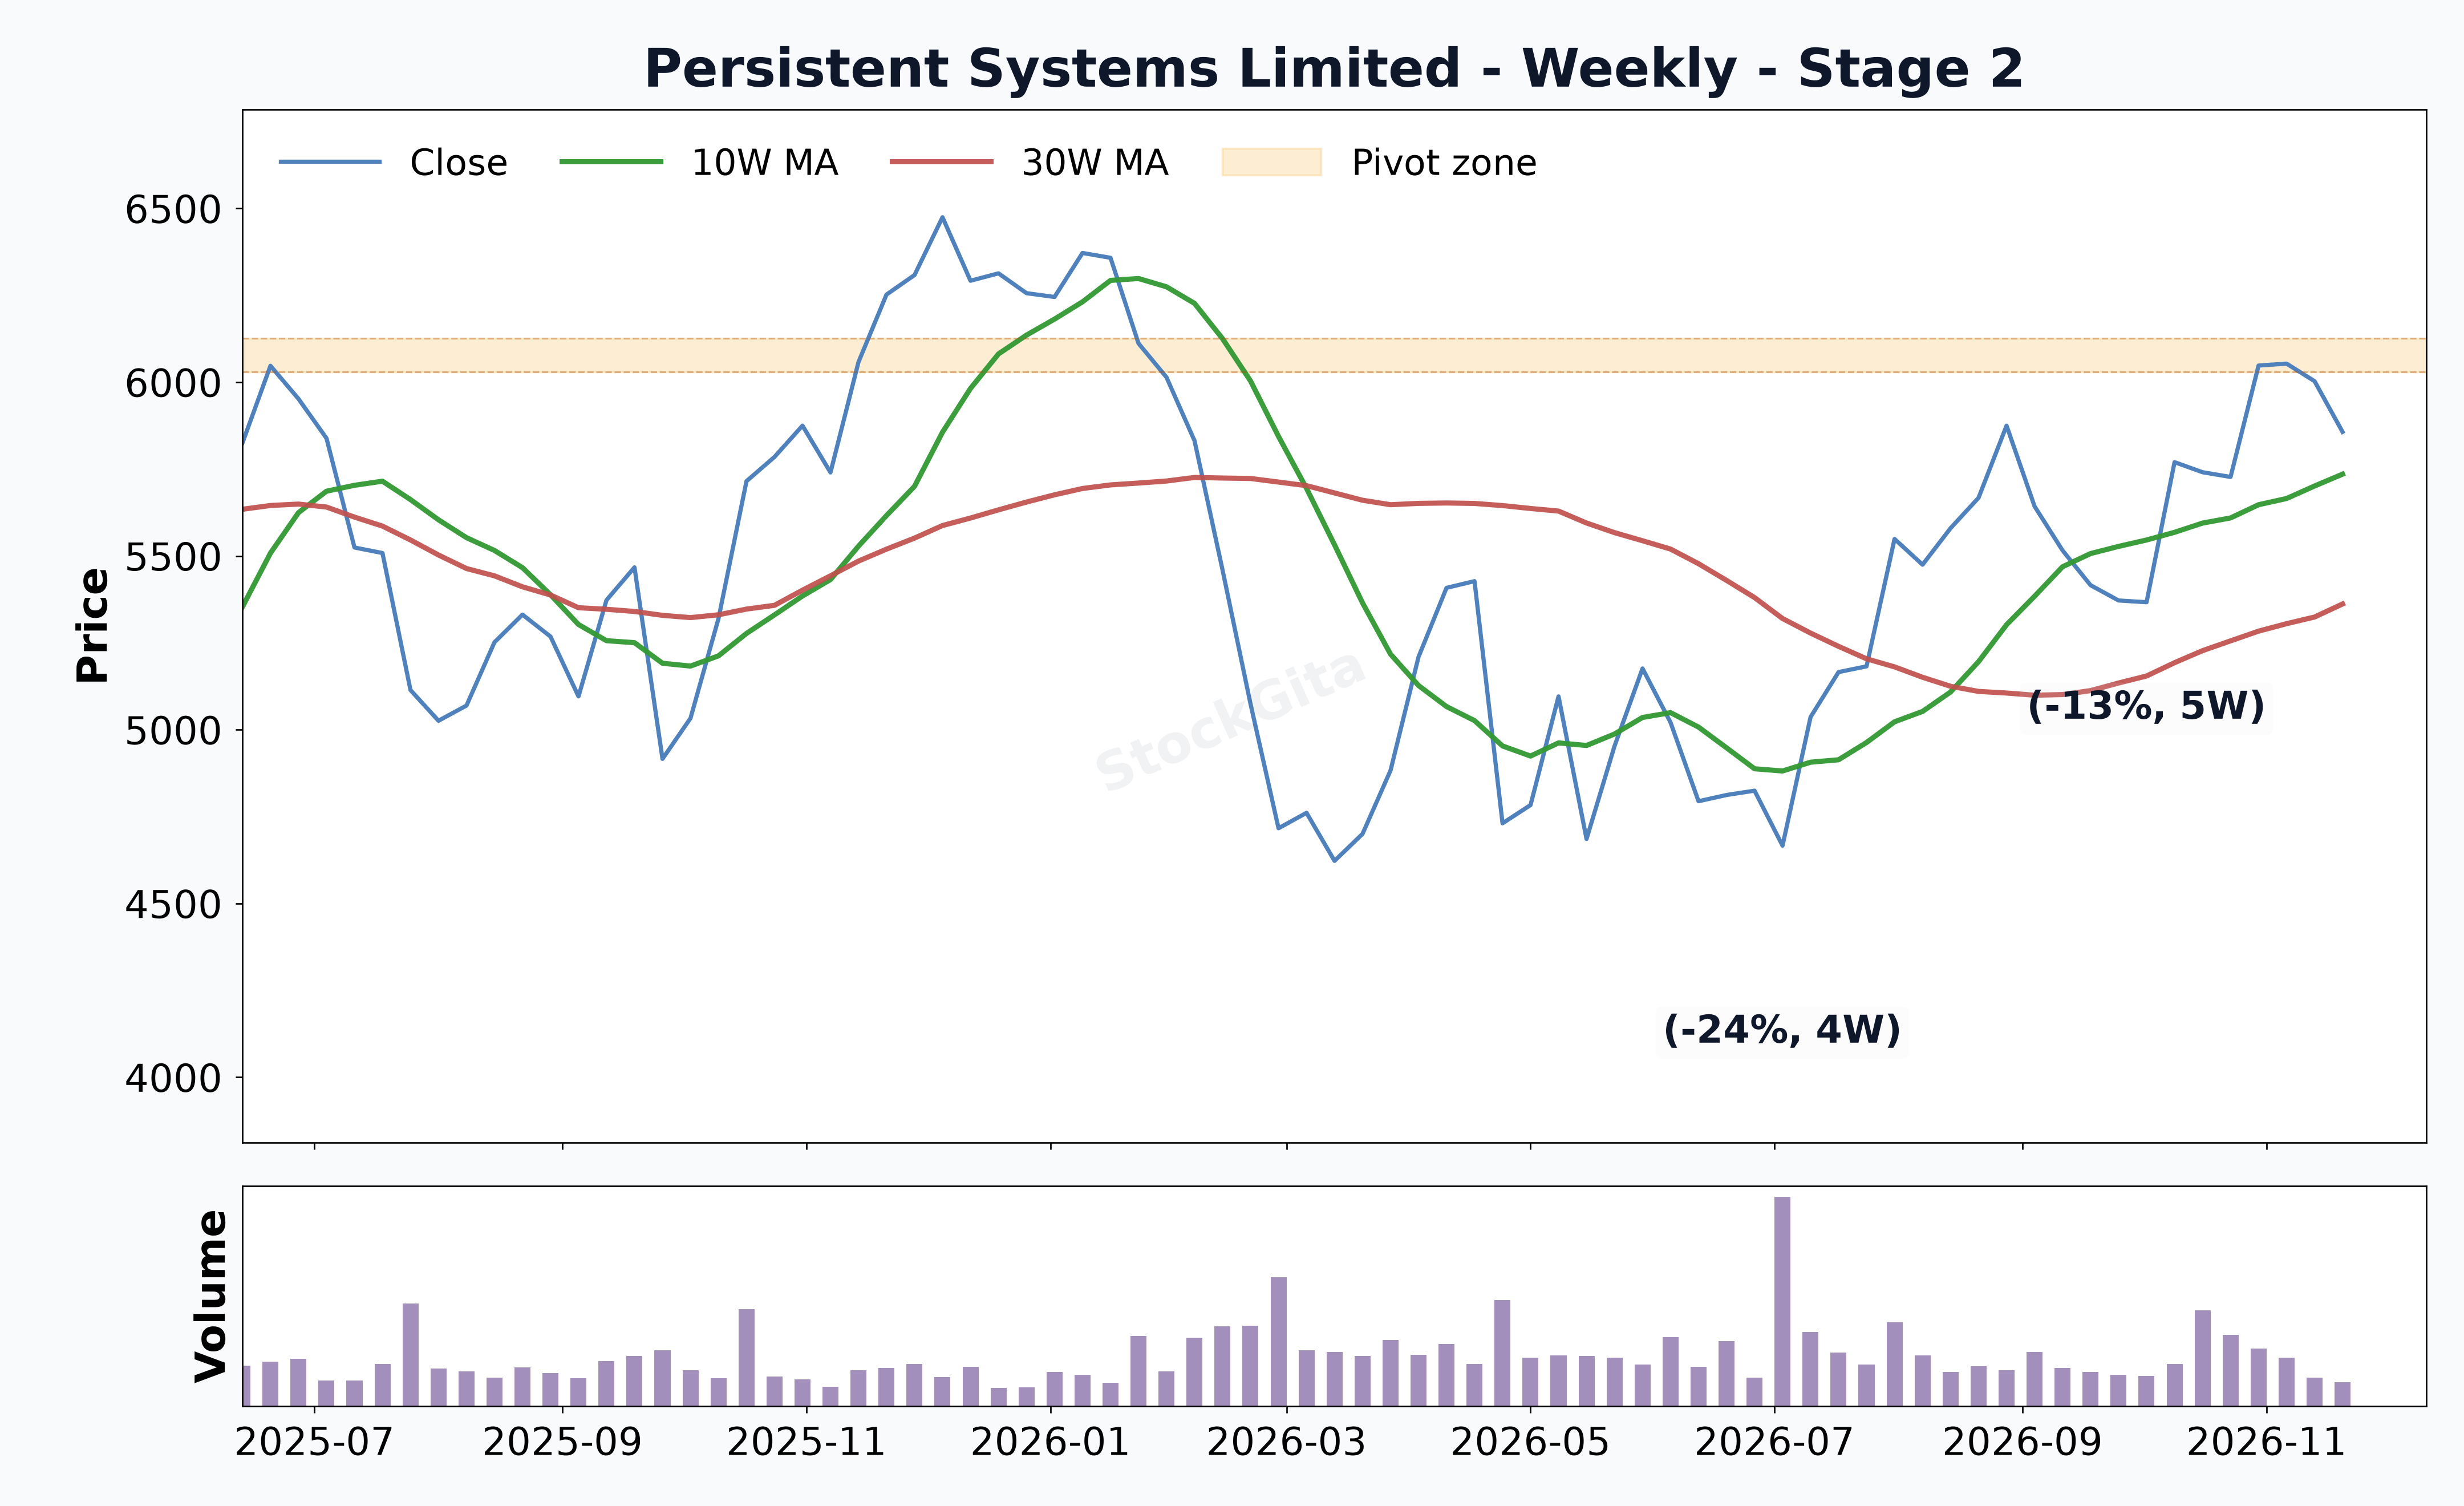 Persistent Systems Limited - Weekly - Stage 2
Close 10W MA 30W MA Pivot zone
6500
6000
5500
5000
4500
4000
Price
StockGita
(-13%, 5W)
(-24%, 4W)
Volume
2025-07 2025-09 2025-11 2026-01 2026-03 2026-05 2026-07 2026-09 2026-11